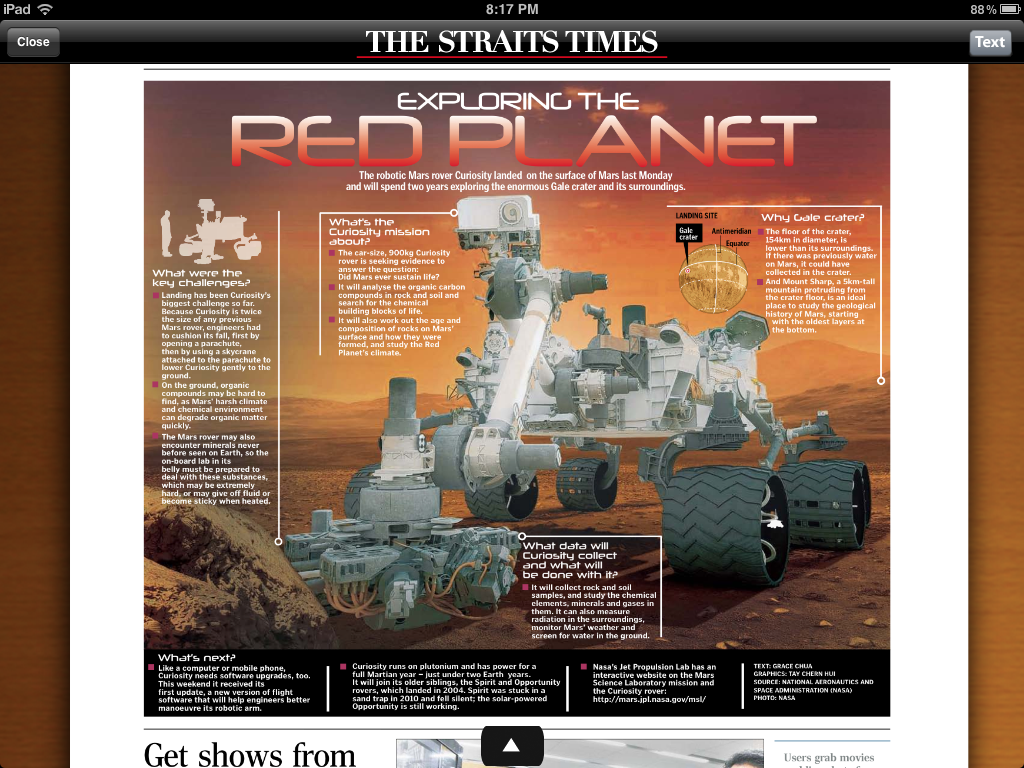 iPad
8:17 PM
88%
Close
THE STRAITS TIMES
Text
EXPLORING THE
RED PLANET
The robotic Mars rover Curiosity landed on the surface of Mars last Monday
and will spend two years exploring the enormous Gale crater and its surroundings.
What were the
key challenges?
Landing has been Curiosity's
biggest challenge so far.
Because Curiosity is twice
the size of any previous
Mars rover, engineers had
to cushion its fall, first by
opening a parachute,
then by using a skycrane
attached to the parachute to
lower Curiosity gently to the
ground.
On the ground, organic
compounds may be hard to
find, as Mars' harsh climate
and chemical environment
can degrade organic matter
quickly.
The Mars rover may also
encounter minerals never
before seen on Earth, so the
on-board lab in its
belly must be prepared to
deal with these substances,
which may be extremely
hard, or may give off fluid or
become sticky when heated.
What's the
Curiosity mission
about?
The car-size, 900kg Curiosity
rover is seeking evidence to
answer the question:
Did Mars ever sustain life?
It will analyse the organic carbon
compounds in rock and soil and
search for the chemical
building blocks of life.
It will also work out the age and
composition of rocks on Mars'
surface and how they were
formed, and study the Red
Planet's climate.
LANDING SITE
Gale
crater
Antimeridian
Equator
Why Gale crater?
The floor of the crater,
154km in diameter, is
lower than its surroundings.
If there was previously water
on Mars, it could have
collected in the crater.
And Mount Sharp, a 5km-tall
mountain protruding from
the crater floor, is an ideal
place to study the geological
history of Mars, starting
with the oldest layers at
the bottom.
What data will
Curiosity collect
and what will
be done with it?
It will collect rock and soil
samples, and study the chemical
elements, minerals and gases in
them. It can also measure
radiation in the surroundings,
monitor Mars' weather and
screen for water in the ground.
What's next?
Like a computer or mobile phone,
Curiosity needs software upgrades, too.
This weekend it received its
first update, a new version of flight
software that will help engineers better
manoeuvre its robotic arm.
Curiosity runs on plutonium and has power for a
full Martian year – just under two Earth years.
It will join its older siblings, the Spirit and Opportunity
rovers, which landed in 2004. Spirit was stuck in a
sand trap in 2010 and fell silent; the solar-powered
Opportunity is still working.
Nasa's Jet Propulsion Lab has an
interactive website on the Mars
Science Laboratory mission and
the Curiosity rover:
http://mars.jpl.nasa.gov/msl/
TEXT: GRACE CHUA
GRAPHICS: TAY CHERN HUI
SOURCE: NATIONAL AERONAUTICS AND
SPACE ADMINISTRATION (NASA)
PHOTO: NASA
Get shows from
Users grab movies